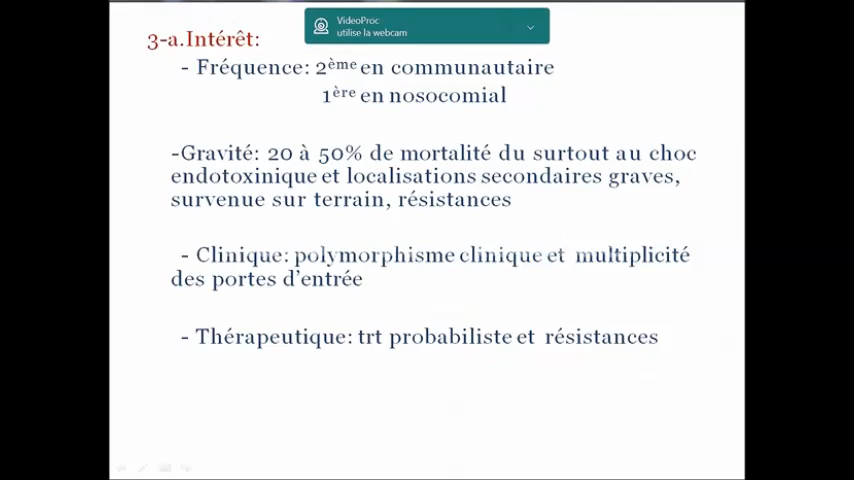 VideoProc
utilise la webcam
3-a.Intérêt:
- Fréquence: 2ème en communautaire
1ère en nosocomial
-Gravité: 20 à 50% de mortalité du surtout au choc
endotoxinique et localisations secondaires graves,
survenue sur terrain, résistances
- Clinique: polymorphisme clinique et multiplicité
des portes d'entrée
- Thérapeutique: trt probabiliste et résistances